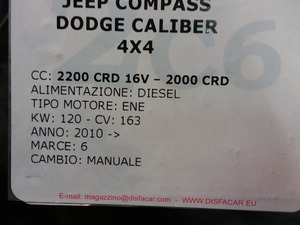 JEEP COMPASS
DODGE CALIBER
4X4
CC: 2200 CRD 16V – 2000 CRD
ALIMENTAZIONE: DIESEL
TIPO MOTORE: ENE
KW: 120 - CV: 163
ANNO: 2010 ->
MARCE: 6
CAMBIO: MANUALE
E-mail: magazzino@disfacar.com - WWW.DISFACAR.EU